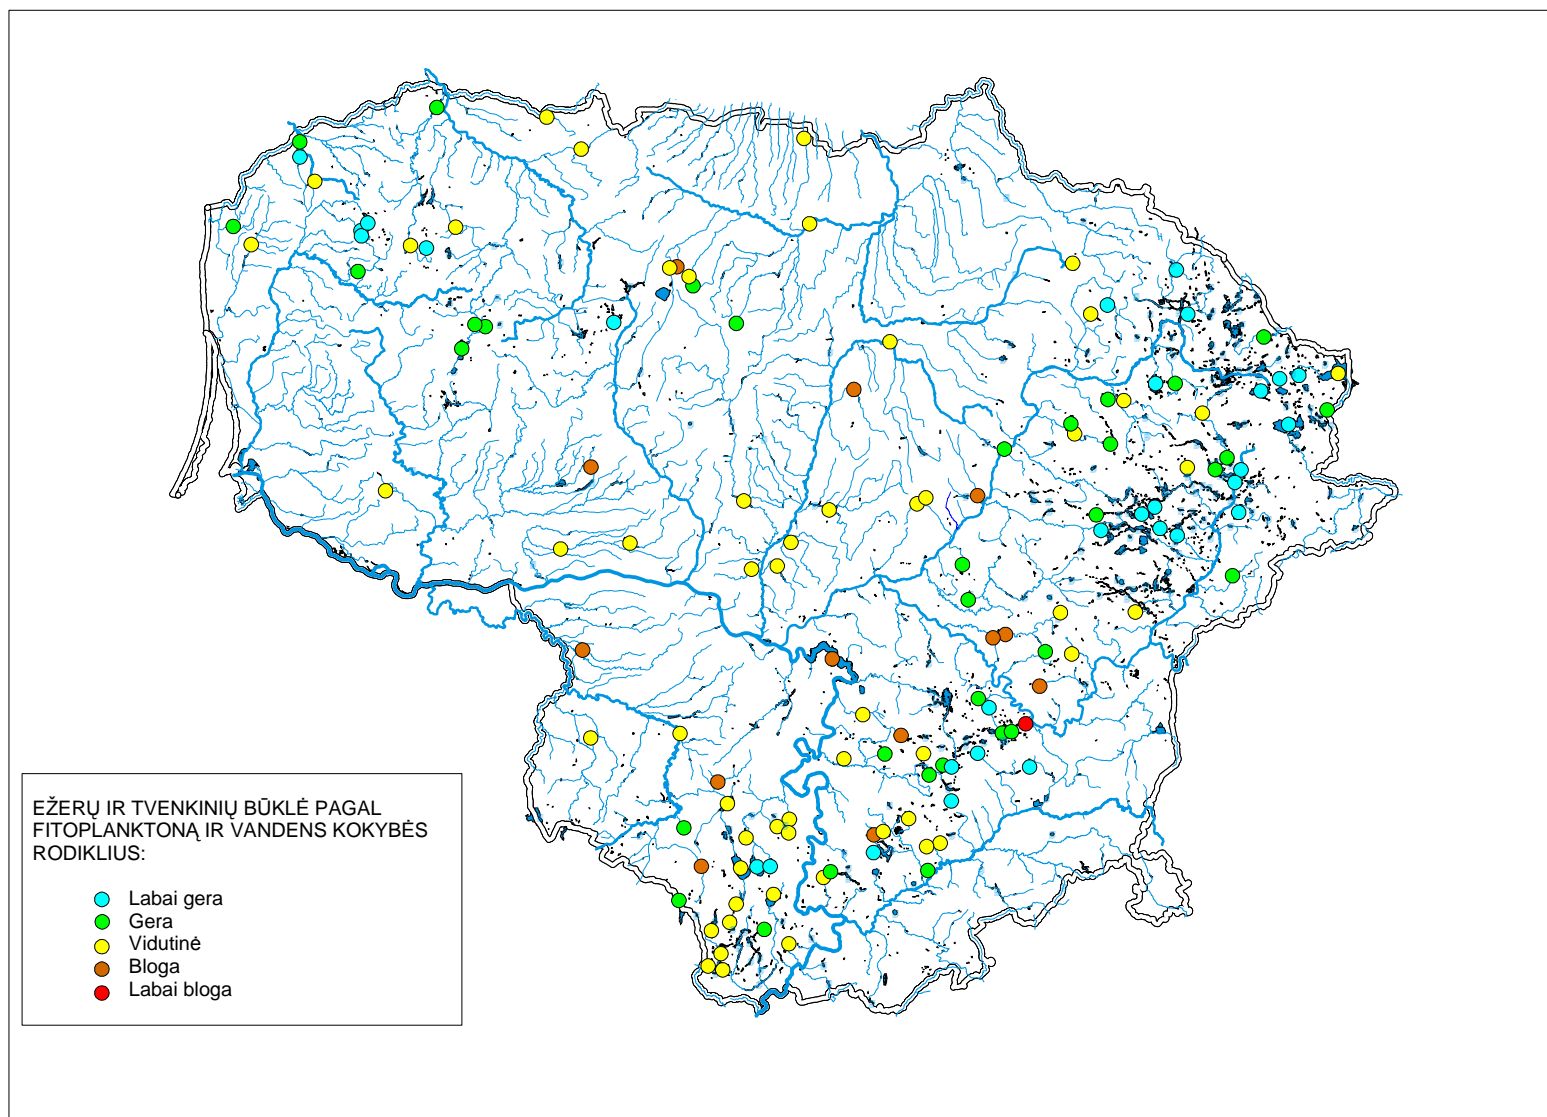 EŽERŲ IR TVENKINIŲ BŪKLĖ PAGAL
FITOPLANKTONĄ IR VANDENS KOKYBĖS
RODIKLIUS:
Labai gera
Gera
Vidutinė
Bloga
Labai bloga